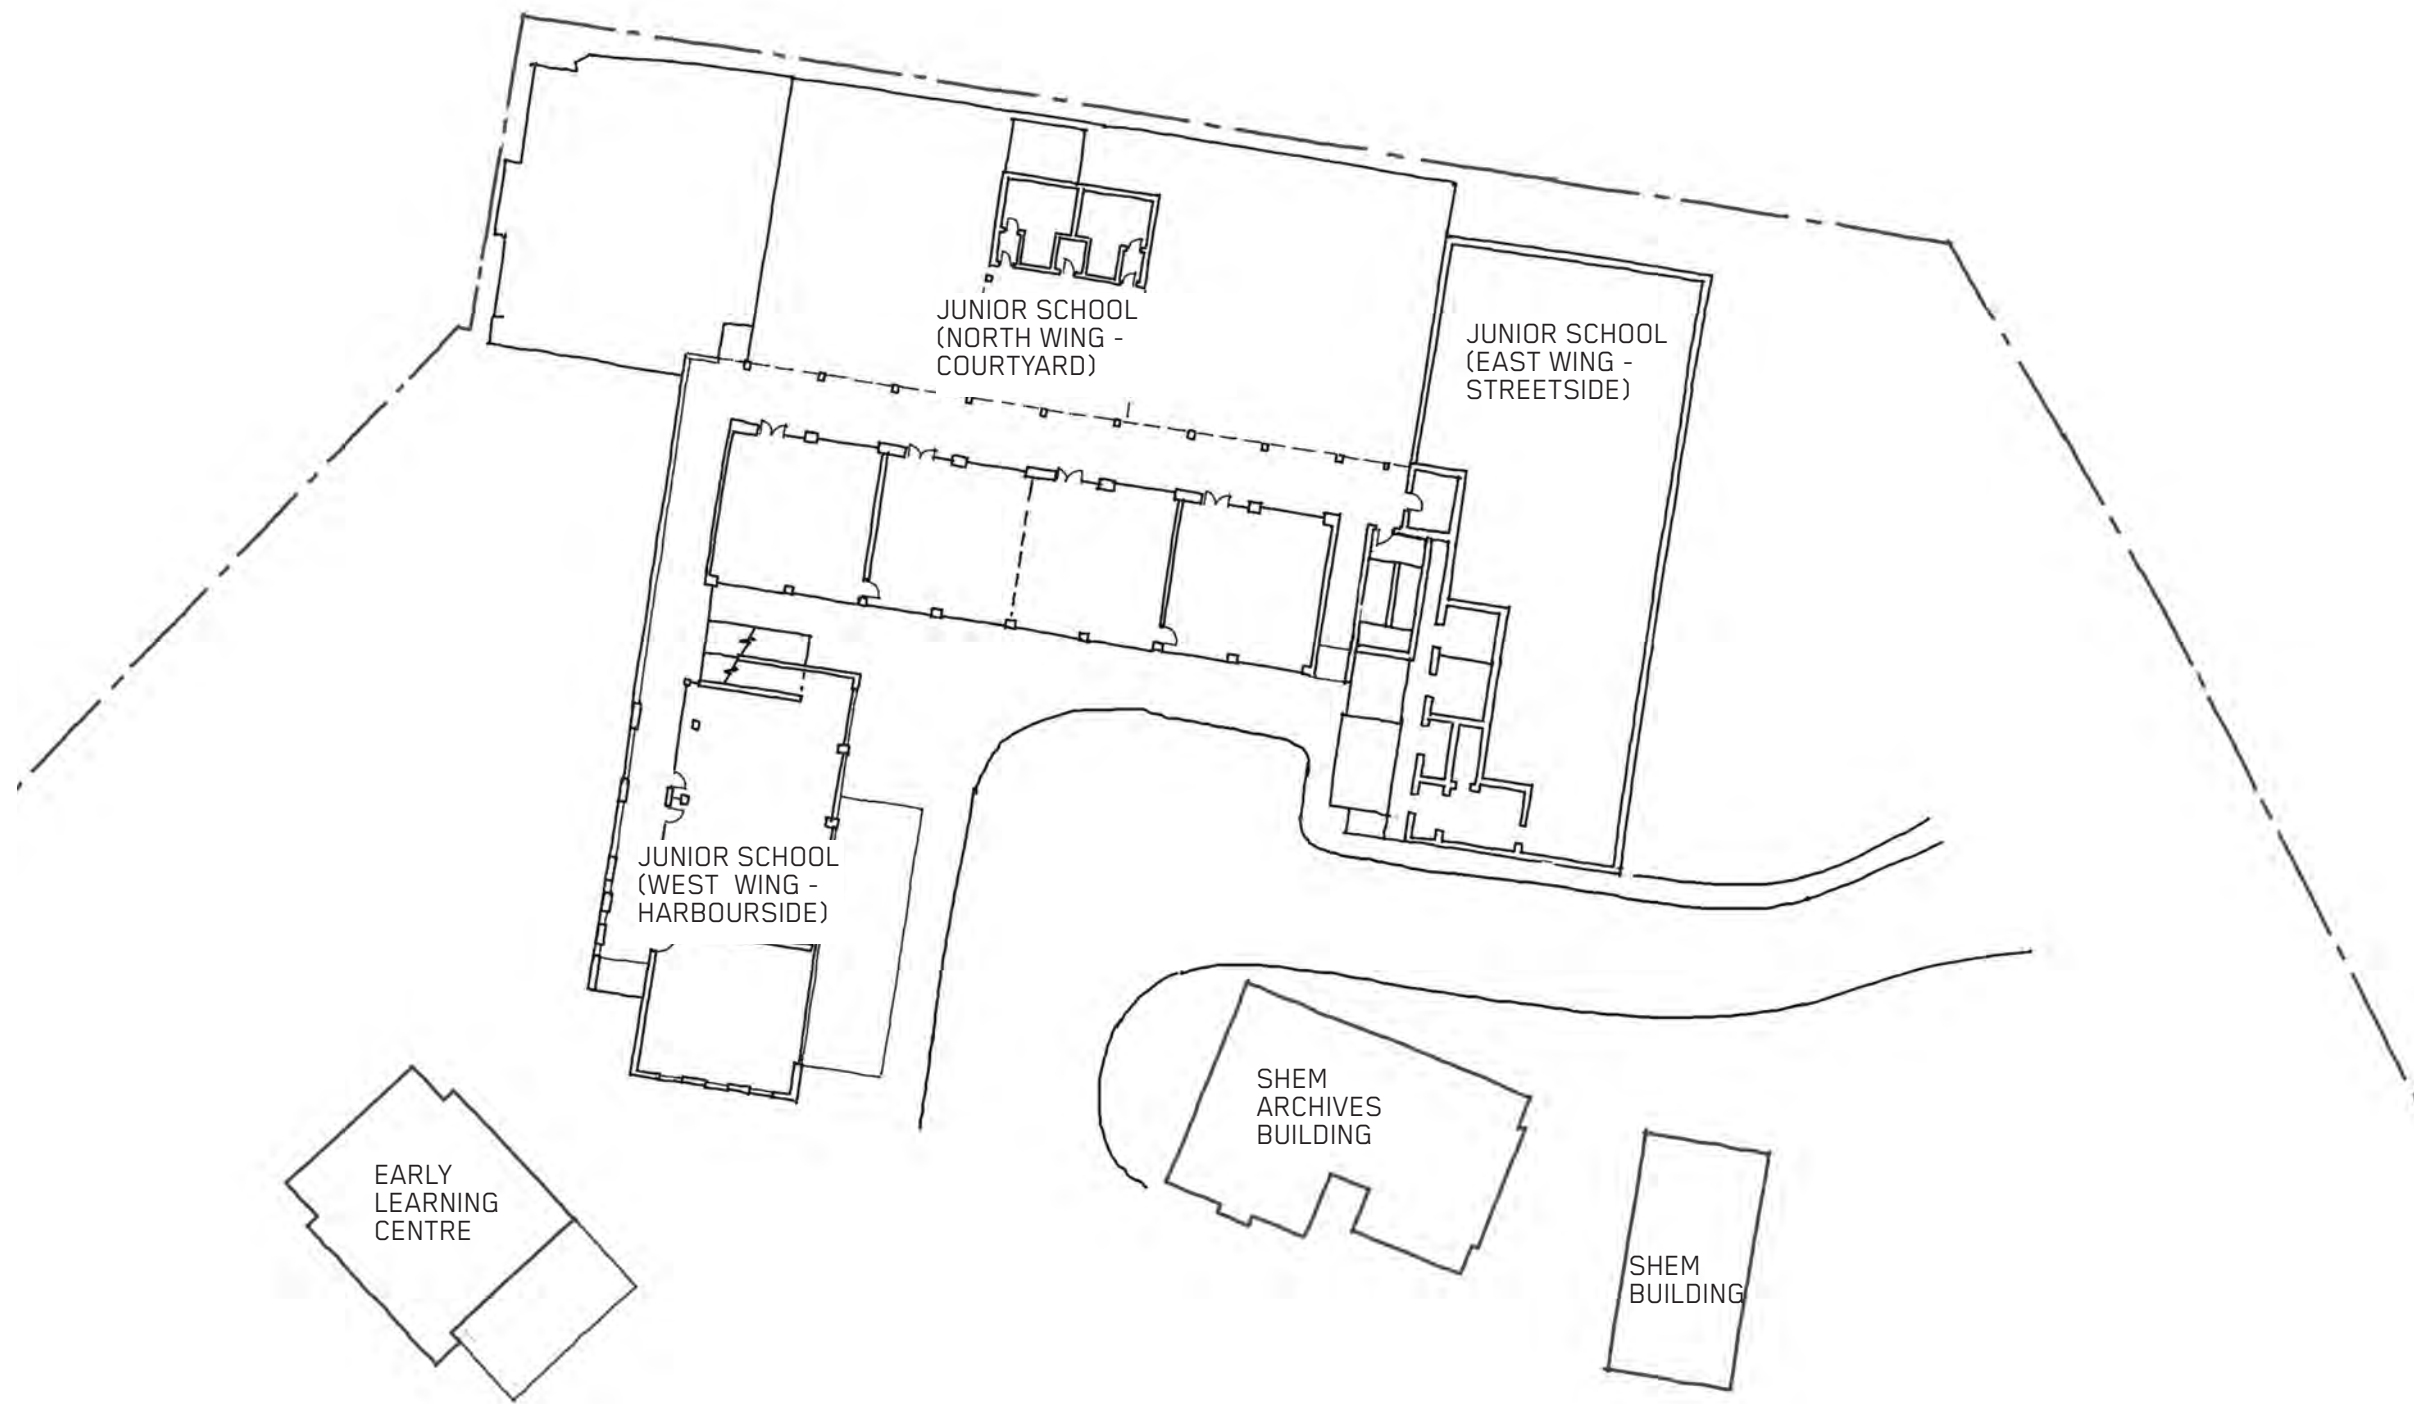 JUNIOR SCHOOL
(NORTH WING -
COURTYARD)
JUNIOR SCHOOL
(EAST WING -
STREETSIDE)
JUNIOR SCHOOL
(WEST WING -
HARBOURSIDE)
SHEM
ARCHIVES
BUILDING
EARLY
LEARNING
CENTRE
SHEM
BUILDING